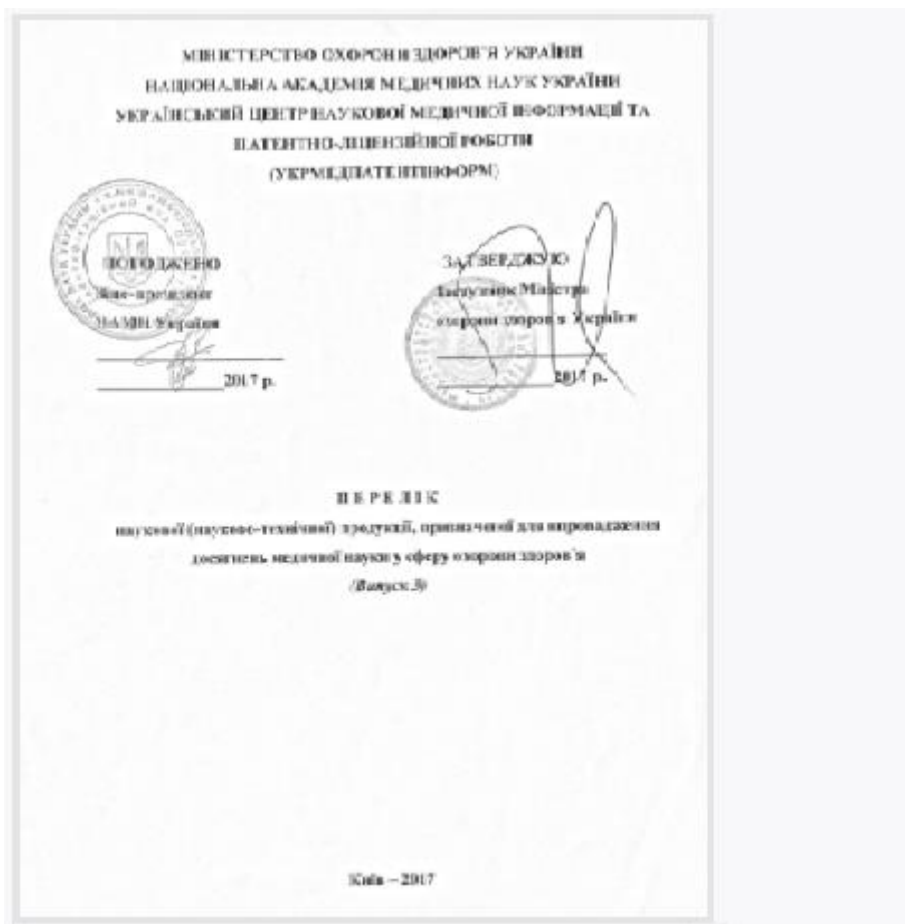 МІНІСТЕРСТВО ОХОРОНИ ЗДОРОВ'Я УКРАЇНИ
НАЦІОНАЛЬНА АКАДЕМІЯ МЕДИЧНИХ НАУК УКРАЇНИ
УКРАЇНСЬКИЙ ЦЕНТР НАУКОВОЇ МЕДИЧНОЇ ІНФОРМАЦІЇ ТА
ПАТЕНТНО-ЛІЦЕНЗІЙНОЇ РОБОТИ
(УКРМЕДПАТЕНТІНФОРМ)
ПОГОДЖЕНО
Віце-президент
НАМН України
2017 р.
ЗАТВЕРДЖУЮ
Заступник Міністра
охорони здоров'я України
2017 р.
П Е Р Е Л І К
наукової (науково-технічної) продукції, призначеної для впровадження
досягнень медичної науки у сферу охорони здоров'я
(Випуск 3)
Київ – 2017